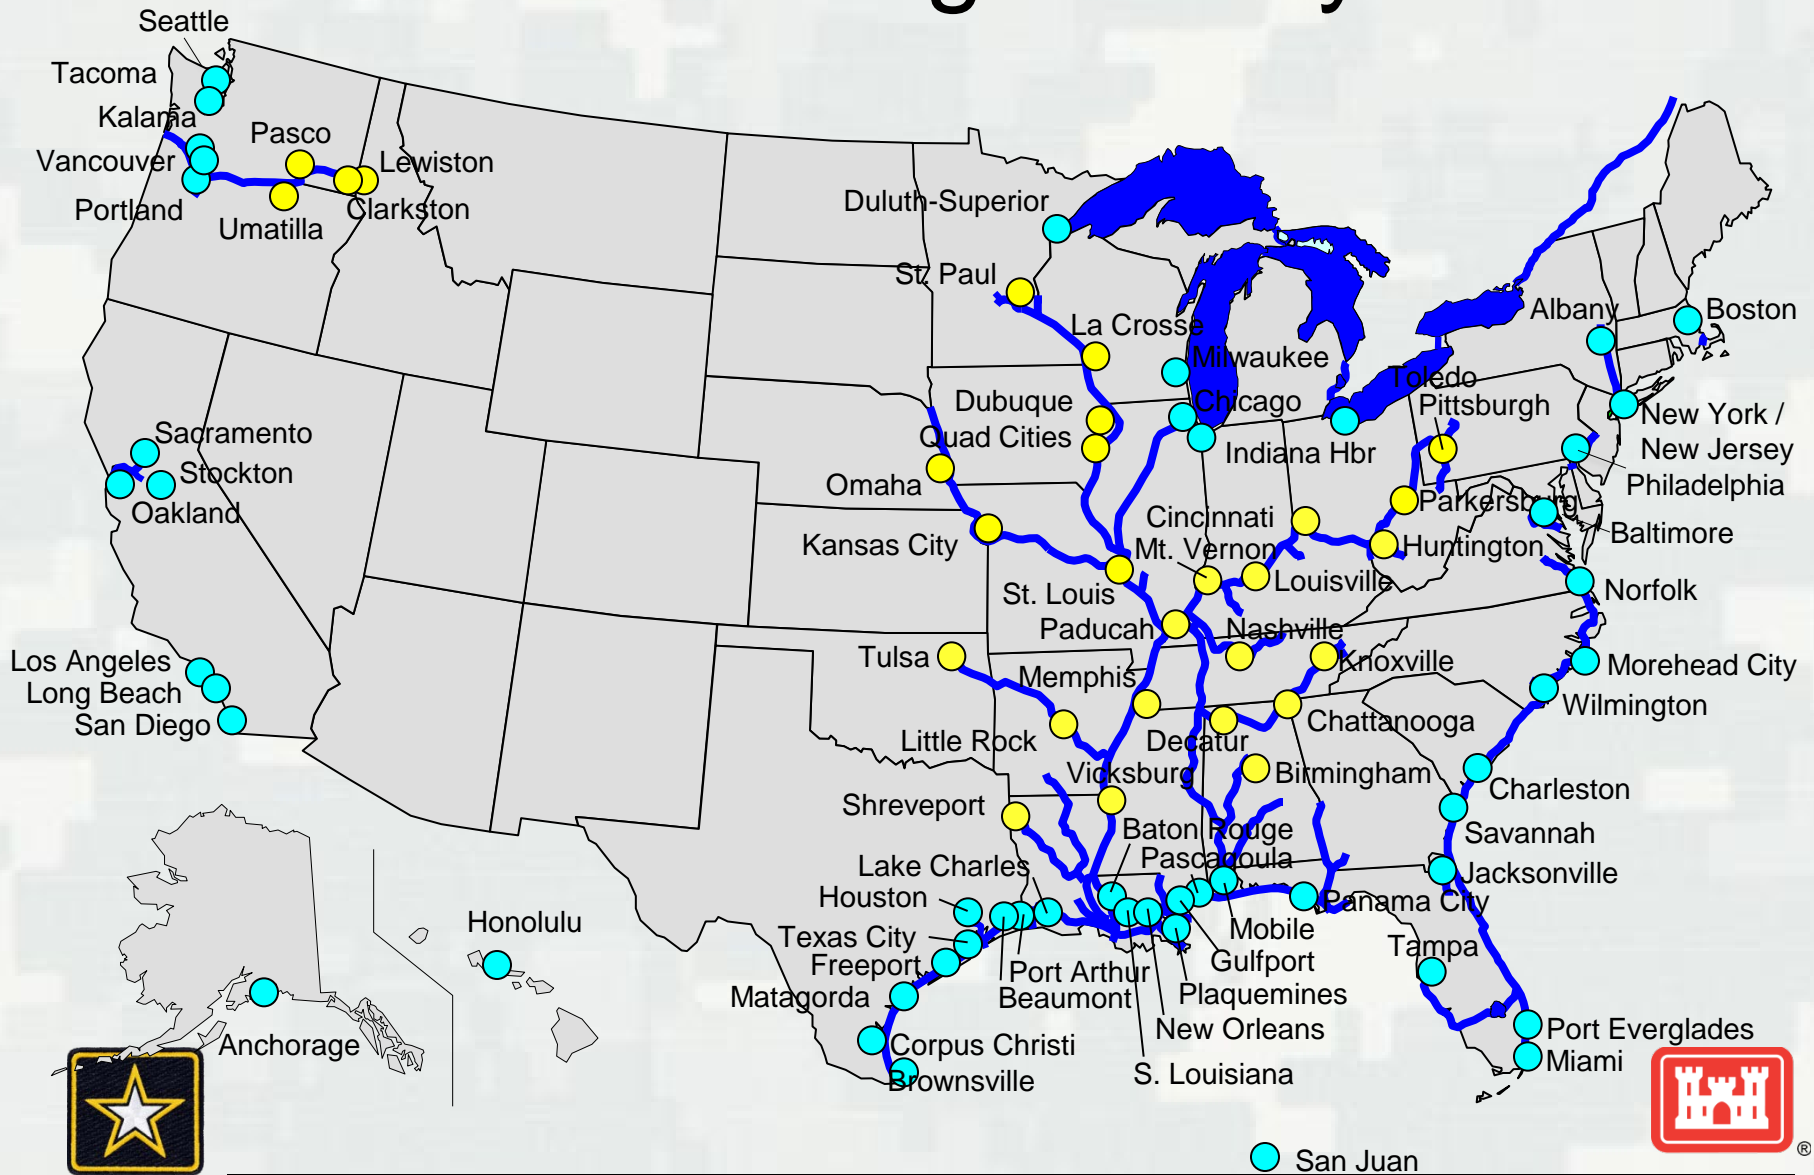 Seattle
Tacoma
Kalama
Pasco
Vancouver
Lewiston
Portland
Clarkston
Umatilla
Duluth-Superior
St. Paul
La Crosse
Albany
Boston
Milwaukee
Toledo
Dubuque
Chicago
Pittsburgh
New York /
New Jersey
Quad Cities
Indiana Hbr
Sacramento
Stockton
Oakland
Omaha
Philadelphia
Parkersburg
Cincinnati
Baltimore
Kansas City
Mt. Vernon
Huntington
St. Louis
Louisville
Norfolk
Paducah
Nashville
Tulsa
Knoxville
Los Angeles
Long Beach
San Diego
Memphis
Morehead City
Wilmington
Little Rock
Decatur
Chattanooga
Vicksburg
Birmingham
Charleston
Shreveport
Baton Rouge
Savannah
Pascagoula
Lake Charles
Jacksonville
Houston
Panama City
Honolulu
Texas City
Mobile
Tampa
Freeport
Port Arthur
Gulfport
Matagorda
Beaumont
Plaquemines
New Orleans
Port Everglades
Anchorage
Corpus Christi
Miami
Brownsville
S. Louisiana
®
San Juan